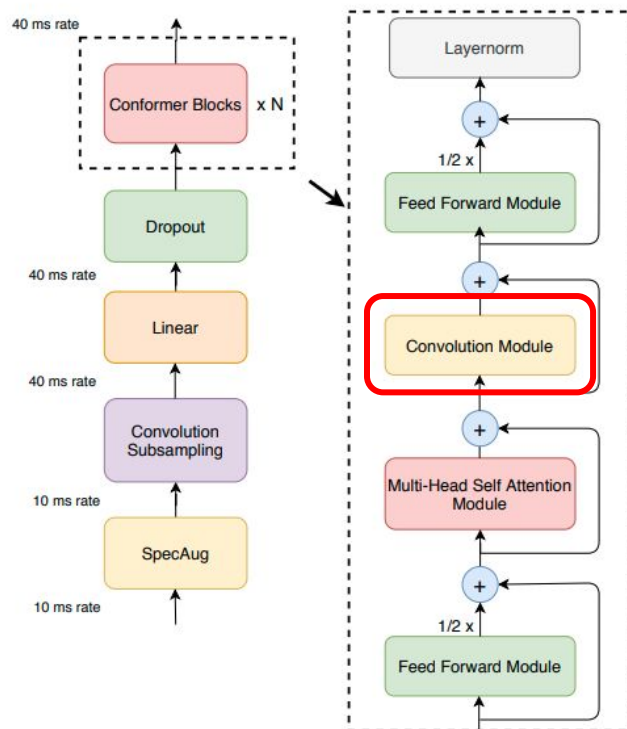 40 ms rate
Conformer Blocks
x N
Dropout
40 ms rate
Linear
40 ms rate
Convolution
Subsampling
10 ms rate
SpecAug
10 ms rate
Layernorm
+
1/2 x
Feed Forward Module
+
Convolution Module
+
Multi-Head Self Attention
Module
+
1/2 x
Feed Forward Module